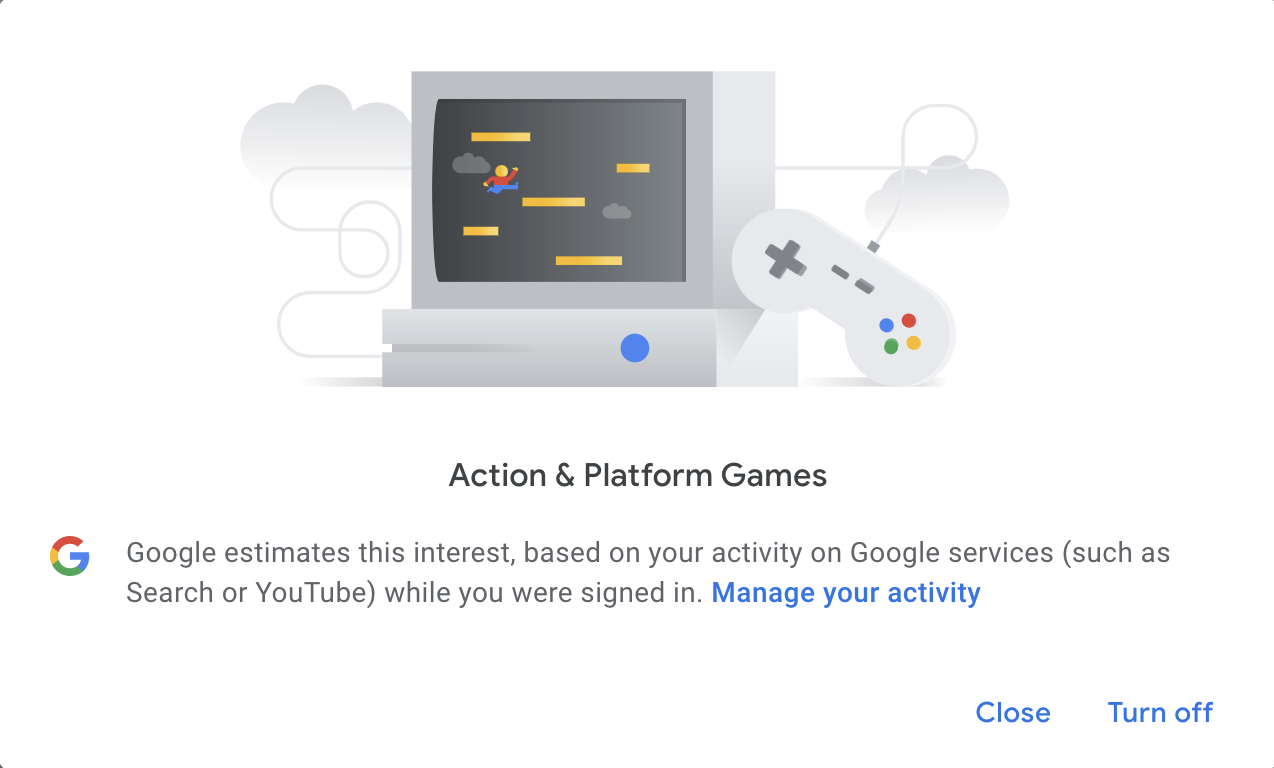 Action & Platform Games
Google estimates this interest, based on your activity on Google services (such as
Search or YouTube) while you were signed in. Manage your activity
Close Turn off